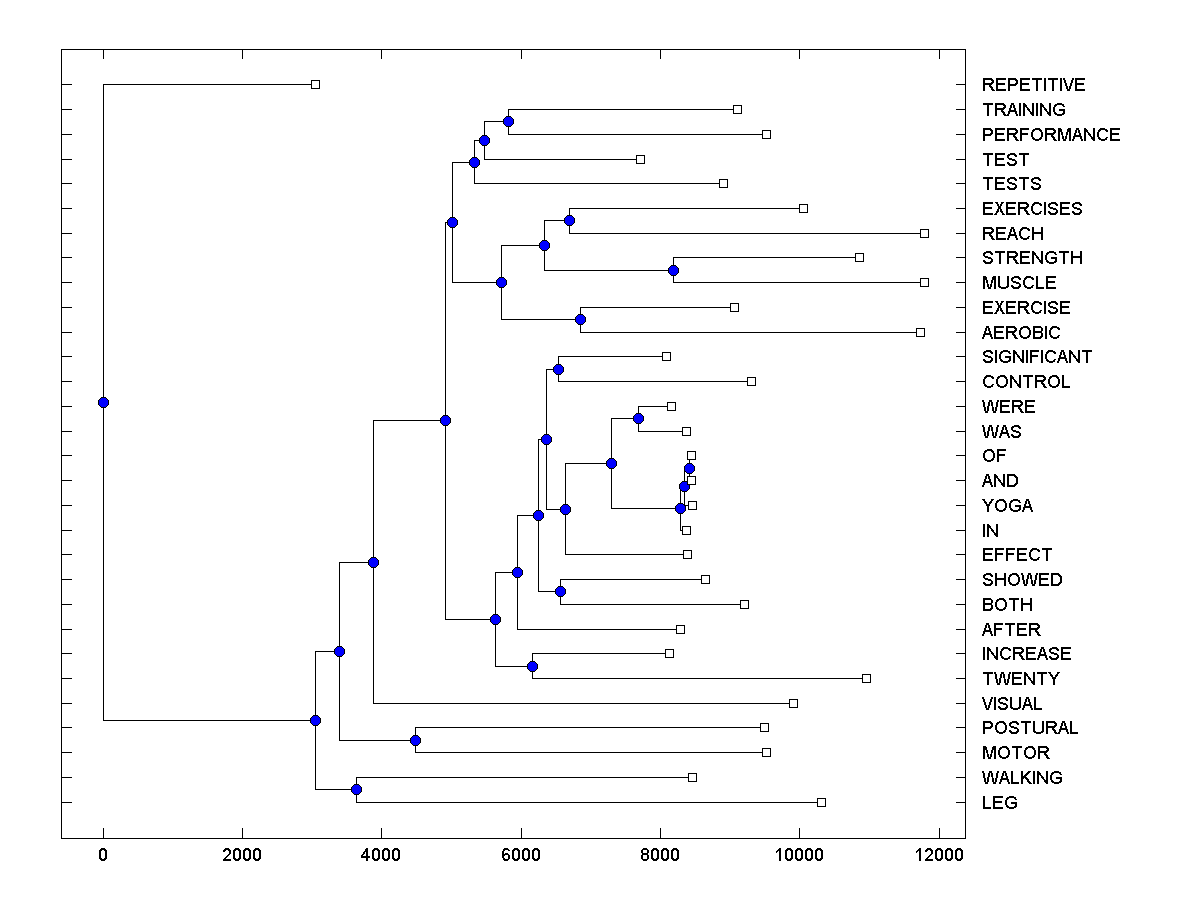 REPETITIVE
TRAINING
PERFORMANCE
TEST
TESTS
EXERCISES
REACH
STRENGTH
MUSCLE
EXERCISE
AEROBIC
SIGNIFICANT
CONTROL
WERE
WAS
OF
AND
YOGA
IN
EFFECT
SHOWED
BOTH
AFTER
INCREASE
TWENTY
VISUAL
POSTURAL
MOTOR
WALKING
LEG
0 2000 4000 6000 8000 10000 12000